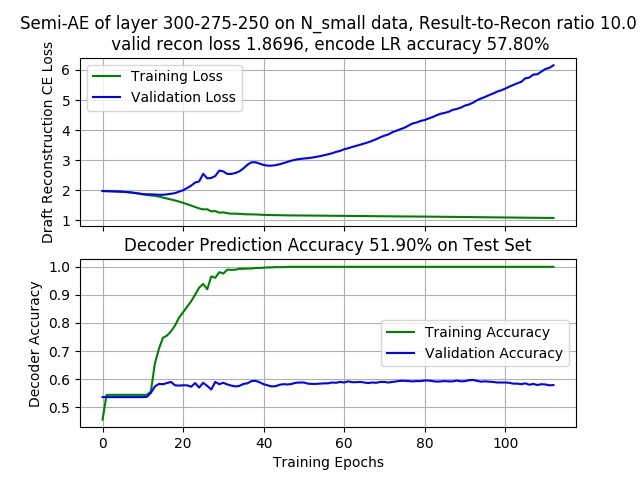 Semi-AE of layer 300-275-250 on N_small data, Result-to-Recon ratio 10.0
valid recon loss 1.8696, encode LR accuracy 57.80%
Draft Reconstruction CE Loss
6
5
4
3
2
1
Training Loss
Validation Loss
Decoder Prediction Accuracy 51.90% on Test Set
Decoder Accuracy
1.0
0.9
0.8
0.7
0.6
0.5
Training Accuracy
Validation Accuracy
0 20 40 60 80 100
Training Epochs